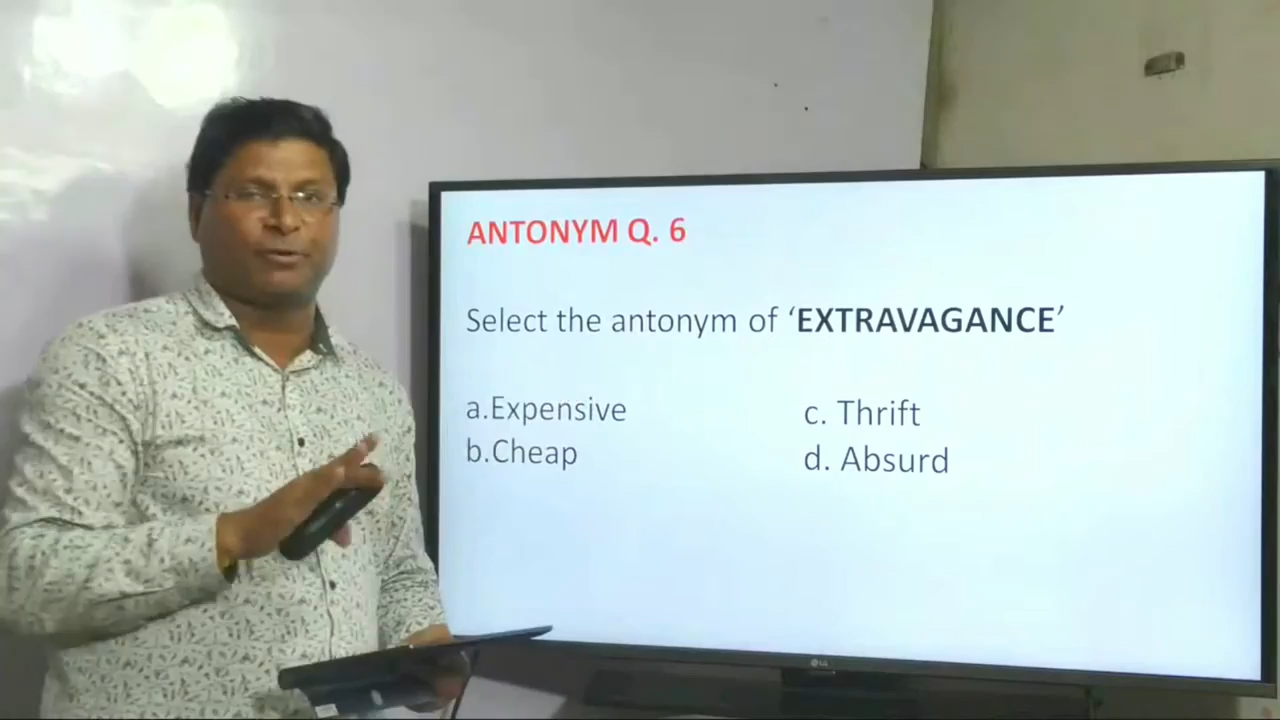 ANTONYM Q. 6
Select the antonym of ‘EXTRAVAGANCE’
a.Expensive
b.Cheap
c. Thrift
d. Absurd
LG